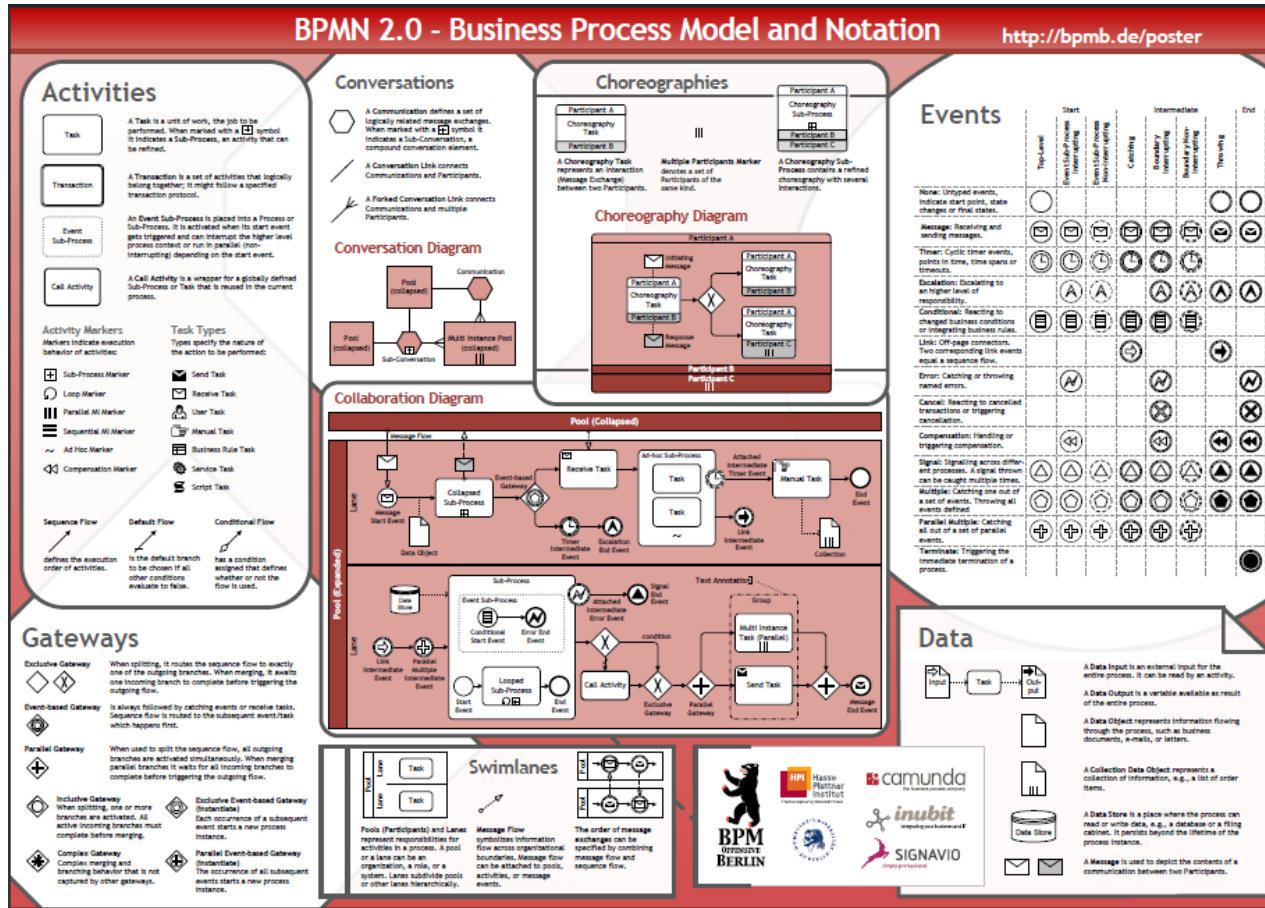 BPMN 2.0 - Business Process Model and Notation
http://bpmb.de/poster
Activities
Task
A Task is a unit of work, the job to be
performed. When marked with a symbol
it indicates a Sub-Process, an activity that can
be refined.
Transaction
A Transaction is a set of activities that logically
belong together; it might follow a specified
transaction protocol.
Event
Sub-Process
An Event Sub-Process is placed into a Process or
Sub-Process. It is activated when its start event
gets triggered and can interrupt the higher level
process context or run in parallel (non-
interrupting) depending on the start event.
Call Activity
A Call Activity is a wrapper for a globally defined
Sub-Process or Task that is reused in the current
process.
Activity Markers
Markers indicate execution
behavior of activities:
Sub-Process Marker
Loop Marker
Parallel MI Marker
Sequential MI Marker
~ Ad Hoc Marker
Compensation Marker
Task Types
Types specify the nature of
the action to be performed:
Send Task
Receive Task
User Task
Manual Task
Business Rule Task
Service Task
Script Task
Sequence Flow
defines the execution
order of activities.
Default Flow
is the default branch
to be chosen if all
other conditions
evaluate to false.
Conditional Flow
has a condition
assigned that defines
whether or not the
flow is used.
Conversations
A Communication defines a set of
logically related message exchanges.
When marked with a symbol it
indicates a Sub-Conversation, a
compound conversation element.
A Conversation Link connects
Communications and Participants.
A Forked Conversation Link connects
Communications and multiple
Participants.
Conversation Diagram
Pool
(collapsed)
Communication
Pool
(collapsed)
Sub-Conversation
Multi Instance Pool
(collapsed)
Choreographies
Participant A
Choreography
Task
Participant B
A Choreography Task
represents an Interaction
(Message Exchange)
between two Participants.
Multiple Participants Marker
denotes a set of
Participants of the
same kind.
Participant A
Choreography
Sub-Process
Participant B
Participant C
A Choreography Sub-
Process contains a refined
choreography with several
Interactions.
Choreography Diagram
Participant A
Initiating
Message
Participant A
Choreography
Task
Participant B
Response
Message
Participant A
Choreography
Task
Participant B
Participant A
Choreography
Task
Participant C
Participant B
Participant C
Collaboration Diagram
Pool (Collapsed)
Message Flow
Pool (Expanded)
Lane
Message
Start Event
Data Object
Collapsed
Sub-Process
Event-based
Gateway
Receive Task
Timer
Intermediate
Event
Escalation
End Event
Ad-hoc Sub-Process
Task
Task
~
Attached
Intermediate
Timer Event
Link
Intermediate
Event
Manual Task
Collection
End
Event
Lane
Data
Store
Link
Intermediate
Event
Parallel
Multiple
Intermediate
Event
Sub-Process
Event Sub-Process
Conditional
Start Event
Error End
Event
Start
Event
Looped
Sub-Process
End
Event
Attached
Intermediate
Error Event
Signal
End
Event
condition
Call Activity
Exclusive
Gateway
Parallel
Gateway
Text Annotation
Group
Multi Instance
Task (Parallel)
Send Task
Message
End Event
Events
Start
Intermediate
End
Top-Level
Event Sub-Process
Interrupting
Event Sub-Process
Non-Interrupting
Catching
Boundary
Interrupting
Boundary Non-
Interrupting
Throwing
None: Untyped events,
indicate start point, state
changes or final states.
Message: Receiving and
sending messages.
Timer: Cyclic timer events,
points in time, time spans or
timeouts.
Escalation: Escalating to
an higher level of
responsibility.
Conditional: Reacting to
changed business conditions
or integrating business rules.
Link: Off-page connectors.
Two corresponding link events
equal a sequence flow.
Error: Catching or throwing
named errors.
Cancel: Reacting to cancelled
transactions or triggering
cancellation.
Compensation: Handling or
triggering compensation.
Signal: Signalling across differ-
ent processes. A signal thrown
can be caught multiple times.
Multiple: Catching one out of
a set of events. Throwing all
events defined
Parallel Multiple: Catching
all out of a set of parallel
events.
Terminate: Triggering the
immediate termination of a
process.
Gateways
Exclusive Gateway
When splitting, it routes the sequence flow to exactly
one of the outgoing branches. When merging, it awaits
one incoming branch to complete before triggering the
outgoing flow.
Event-based Gateway
Is always followed by catching events or receive tasks.
Sequence flow is routed to the subsequent event/task
which happens first.
Parallel Gateway
When used to split the sequence flow, all outgoing
branches are activated simultaneously. When merging
parallel branches it waits for all incoming branches to
complete before triggering the outgoing flow.
Inclusive Gateway
When splitting, one or more
branches are activated. All
active incoming branches must
complete before merging.
Exclusive Event-based Gateway
(instantiate)
Each occurrence of a subsequent
event starts a new process
instance.
Complex Gateway
Complex merging and
branching behavior that is not
captured by other gateways.
Parallel Event-based Gateway
(instantiate)
The occurrence of all subsequent
events starts a new process
instance.
Swimlanes
Pool
Lane
Task
Lane
Task
Pools (Participants) and Lanes
represent responsibilities for
activities in a process. A pool
or a lane can be an
organization, a role, or a
system. Lanes subdivide pools
or other lanes hierarchically.
Message Flow
symbolizes information
flow across organizational
boundaries. Message flow
can be attached to pools,
activities, or message
events.
Pool
Pool
The order of message
exchanges can be
specified by combining
message flow and
sequence flow.
BPM
OFFENSIVE
BERLIN
HPI
Hasso
Plattner
Institut
camunda
the business process company
inubit
SIGNAVIO
Data
Input
Task
Out-
put
A Data Input is an external input for the
entire process. It can be read by an activity.
A Data Output is a variable available as result
of the entire process.
A Data Object represents information flowing
through the process, such as business
documents, e-mails, or letters.
A Collection Data Object represents a
collection of information, e.g., a list of order
items.
Data Store
A Data Store is a place where the process can
read or write data, e.g., a database or a filing
cabinet. It persists beyond the lifetime of the
process instance.
A Message is used to depict the contents of a
communication between two Participants.